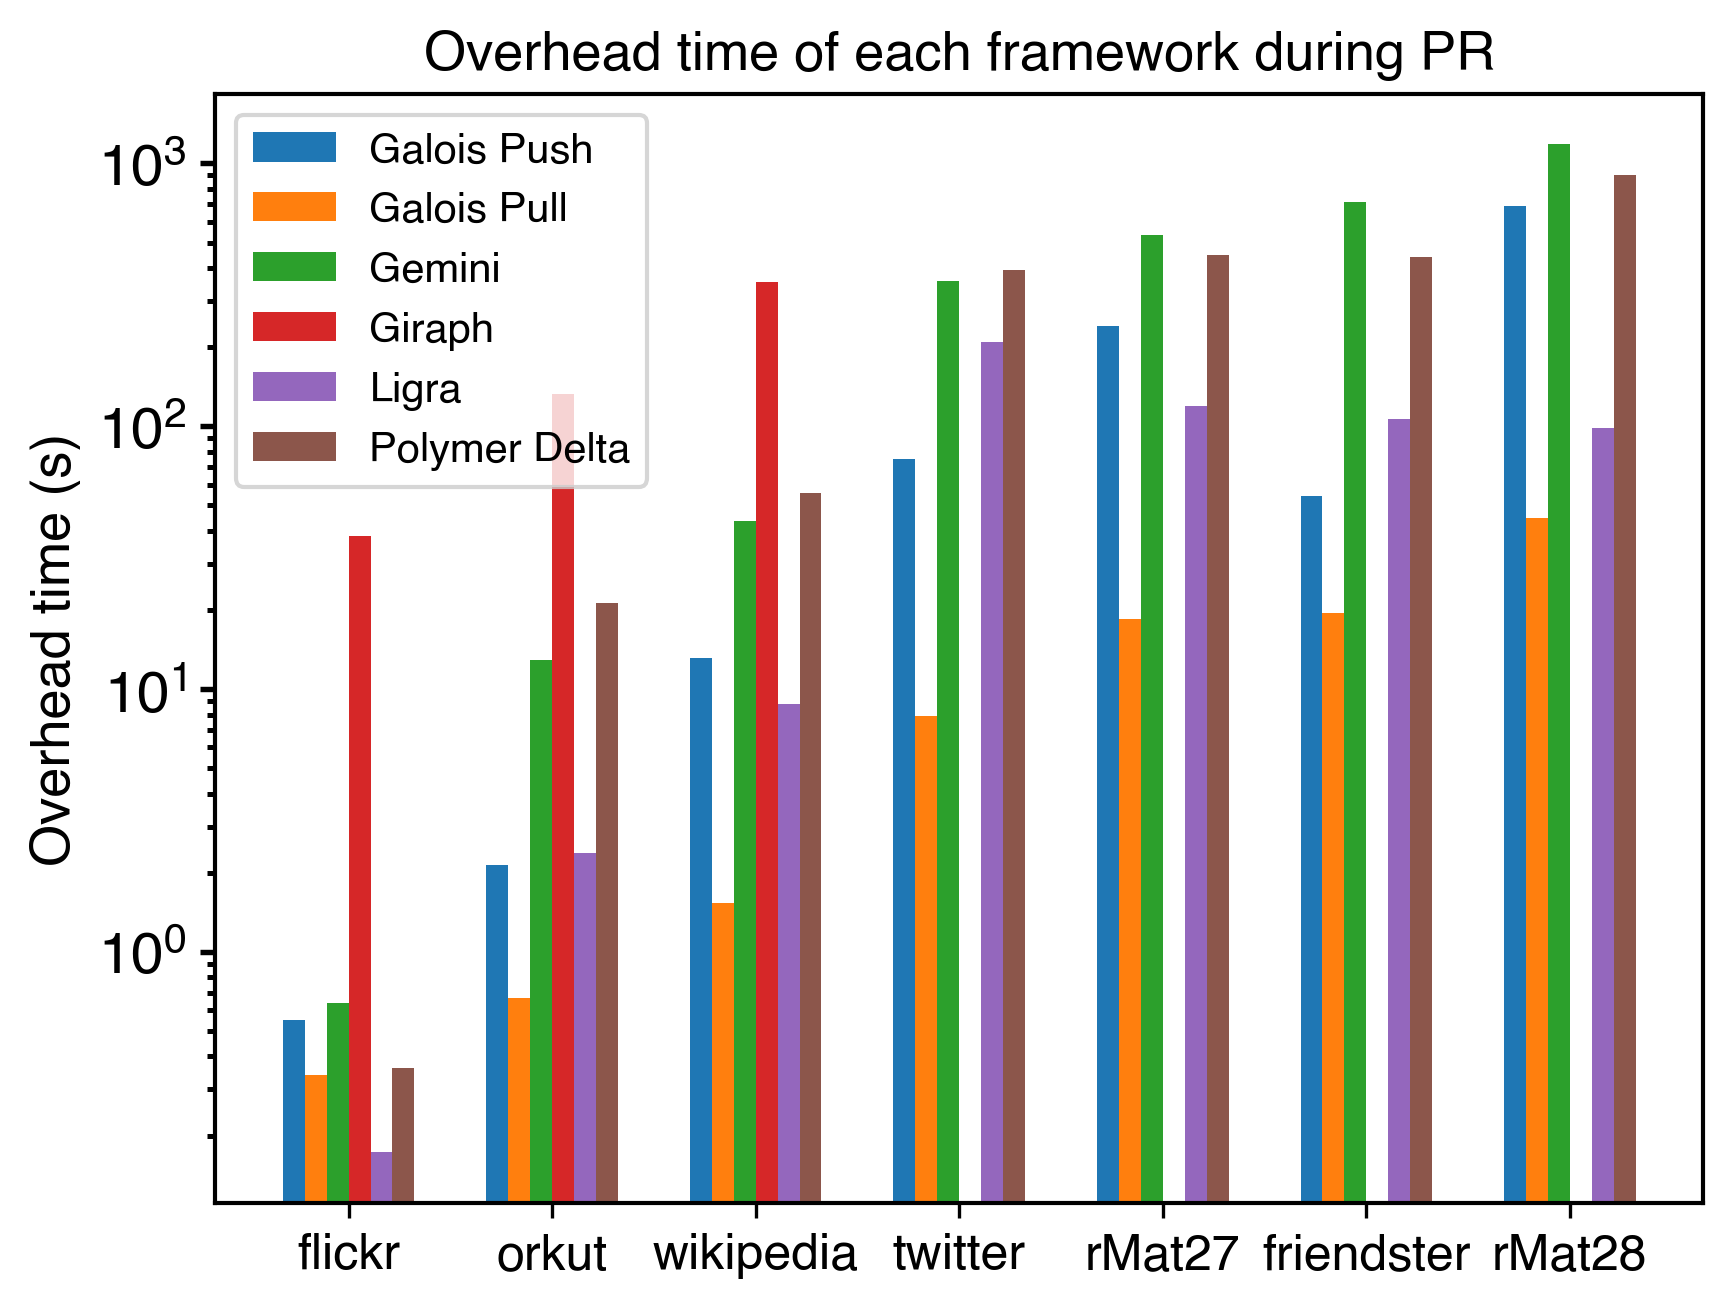 Overhead time of each framework during PR
Overhead time (s)
10³
10²
10¹
10⁰
Galois Push
Galois Pull
Gemini
Giraph
Ligra
Polymer Delta
flickr orkut wikipedia twitter rMat27 friendster rMat28